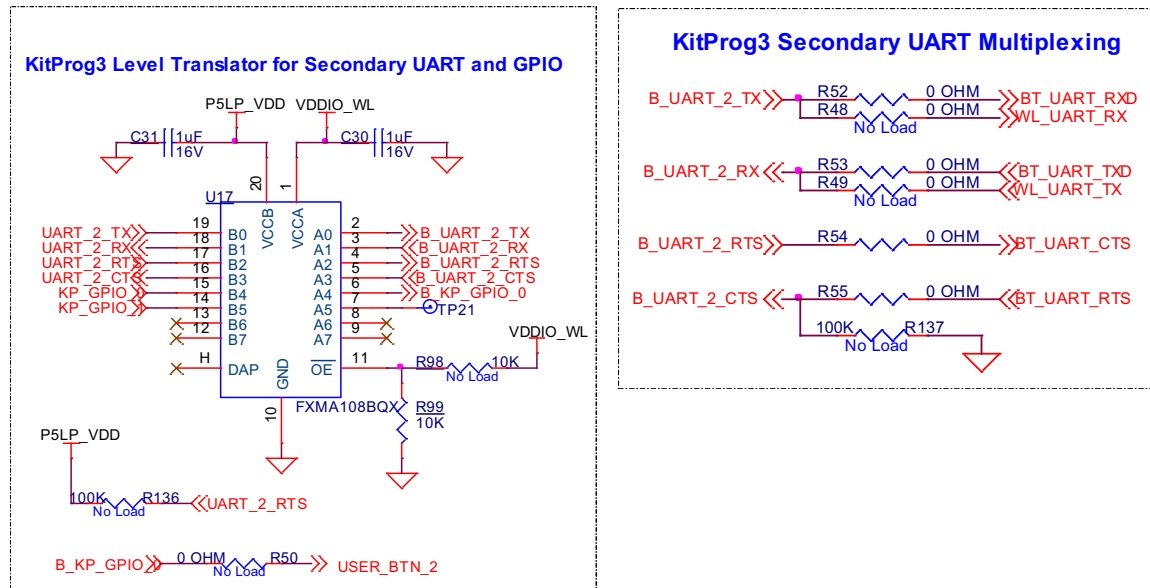 KitProg3 Level Translator for Secondary UART and GPIO
P5LP_VDD
VDDIO_WL
C31
1uF
16V
C30
1uF
16V
20
1
U17
VCCB
VCCA
UART_2_TX 19 B0 A0 2 B_UART_2_TX
UART_2_RX 18 B1 A1 3 B_UART_2_RX
UART_2_RTS 17 B2 A2 4 B_UART_2_RTS
UART_2_CTS 16 B3 A3 5 B_UART_2_CTS
KP_GPIO_0 15 B4 A4 6 B_KP_GPIO_0
KP_GPIO_1 14 B5 A5 7 TP21
13 B6 A6 8
12 B7 A7 9
VDDIO_WL
H DAP OE 11 R98 10K
No Load
GND
10
FXMA108BQX
R99
10K
P5LP_VDD
100K R136 UART_2_RTS
No Load
B_KP_GPIO_0 0 OHM R50 USER_BTN_2
No Load
KitProg3 Secondary UART Multiplexing
B_UART_2_TX R52 0 OHM BT_UART_RXD
R48 0 OHM WL_UART_RX
No Load
B_UART_2_RX R53 0 OHM BT_UART_TXD
R49 0 OHM WL_UART_TX
No Load
B_UART_2_RTS R54 0 OHM BT_UART_CTS
B_UART_2_CTS R55 0 OHM BT_UART_RTS
100K R137
No Load